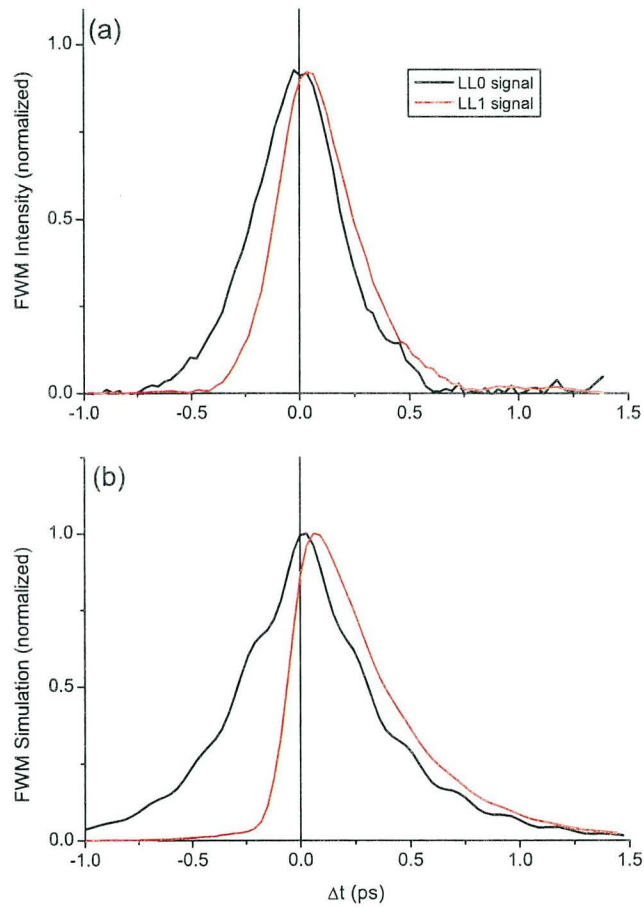 (a)
FWM Intensity (normalized)
1.0
0.5
0.0
LL0 signal
LL1 signal
-1.0 -0.5 0.0 0.5 1.0 1.5
(b)
FWM Simulation (normalized)
1.0
0.5
0.0
-1.0 -0.5 0.0 0.5 1.0 1.5
Δt (ps)